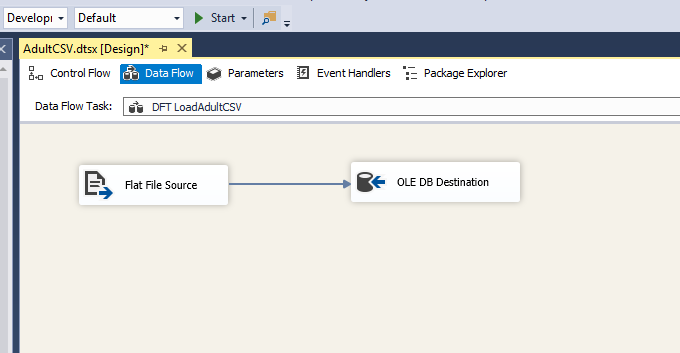 Developr Default Start
AdultCSV.dtsx [Design]*
Control Flow Data Flow Parameters Event Handlers Package Explorer
Data Flow Task: DFT LoadAdultCSV
Flat File Source OLE DB Destination